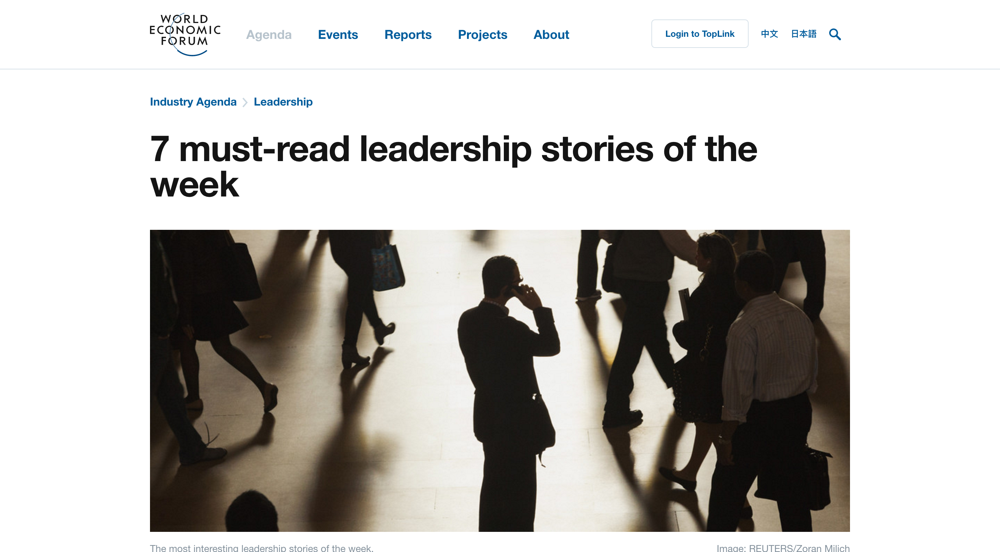 WORLD
ECONOMIC
FORUM
Agenda
Events
Reports
Projects
About
Login to TopLink
中文
日本語
Industry Agenda
Leadership
7 must-read leadership stories of the
week
The most interesting leadership stories of the week.
Image: REUTERS/Zoran Milich